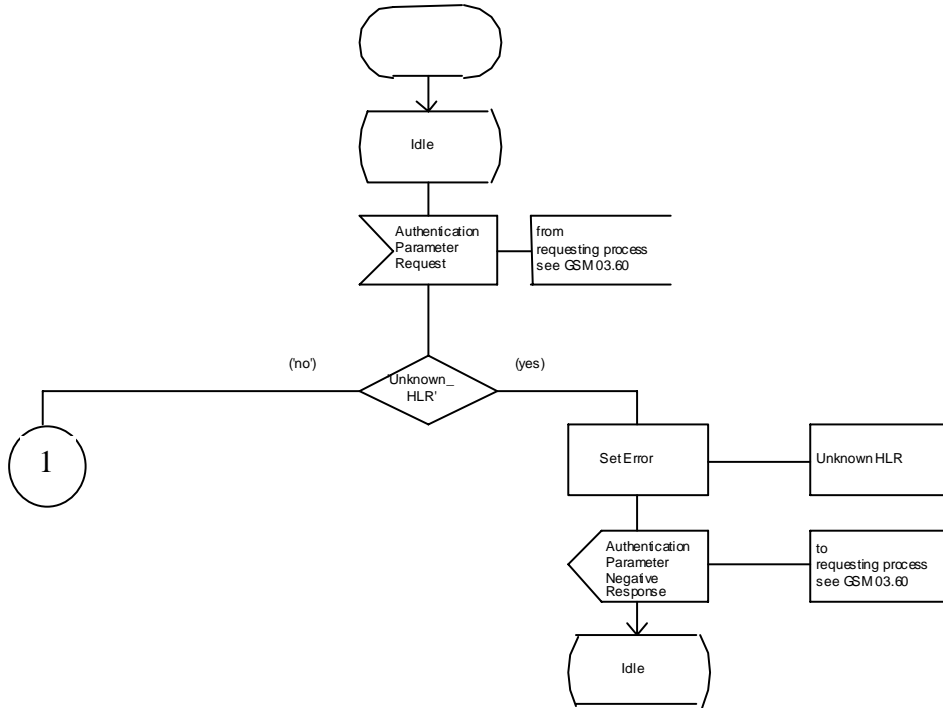 Idle
Authentication
Parameter
Request
from
requesting process
see GSM 03.60
('no')
'Unknown_
HLR'
(yes)
1
Set Error
Unknown HLR
Authentication
Parameter
Negative
Response
to
requesting process
see GSM 03.60
Idle